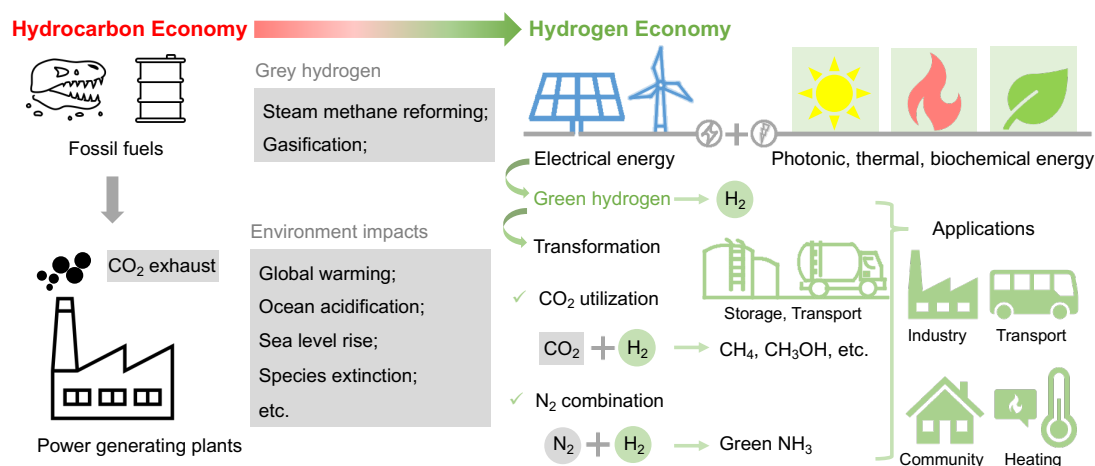 Hydrocarbon Economy
Hydrogen Economy
Fossil fuels
CO₂ exhaust
Power generating plants
Grey hydrogen
Steam methane reforming;
Gasification;
Environment impacts
Global warming;
Ocean acidification;
Sea level rise;
Species extinction;
etc.
Electrical energy
Photonic, thermal, biochemical energy
Green hydrogen
H₂
Transformation
Storage, Transport
CO₂ utilization
CO₂ + H₂
CH₄, CH₃OH, etc.
N₂ combination
N₂ + H₂
Green NH₃
Applications
Industry
Transport
Community
Heating